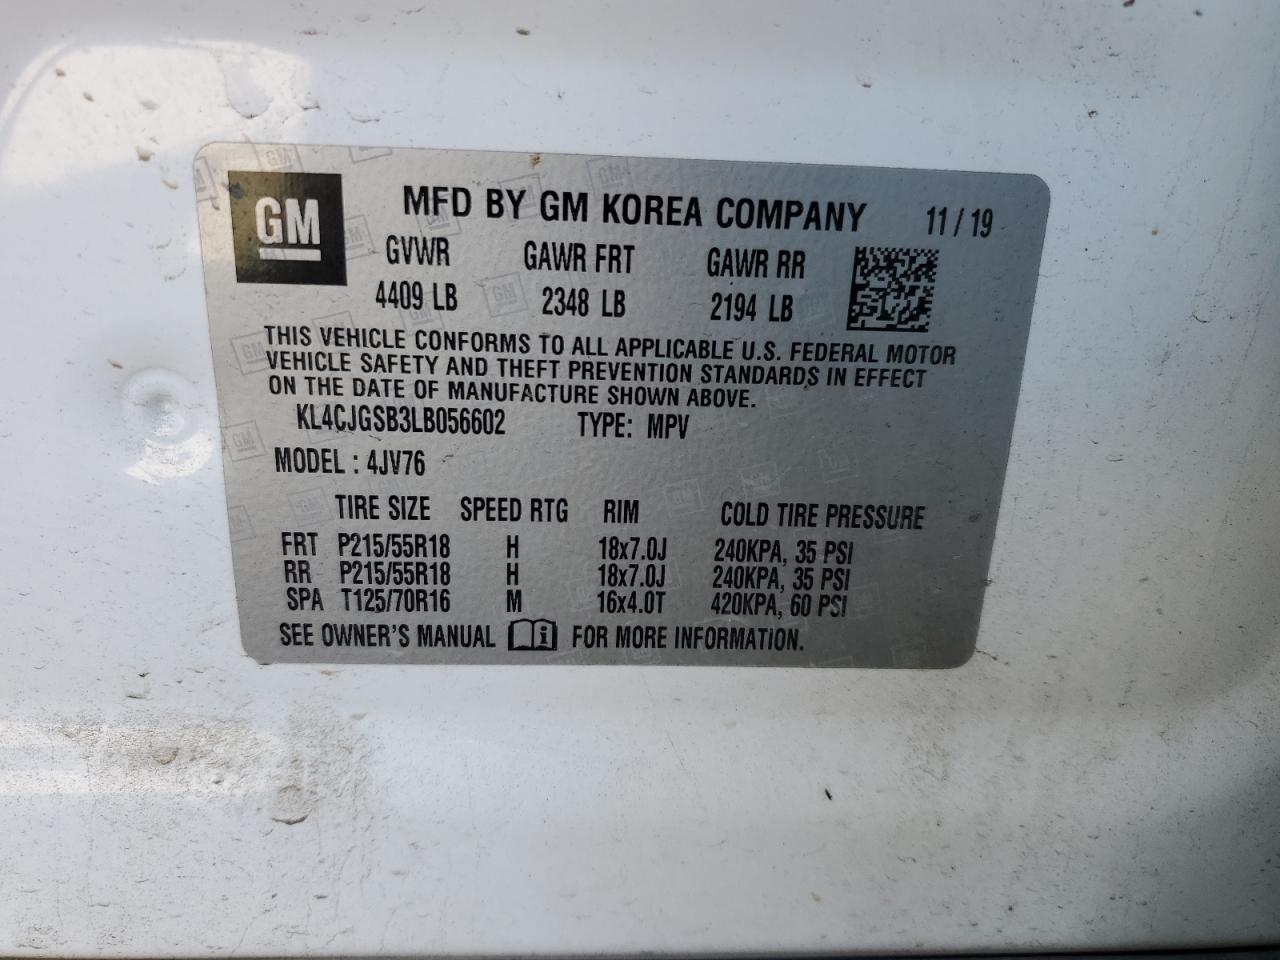 GM MFD BY GM KOREA COMPANY 11 / 19
GVWR GAWR FRT GAWR RR
4409 LB 2348 LB 2194 LB
THIS VEHICLE CONFORMS TO ALL APPLICABLE U.S. FEDERAL MOTOR
VEHICLE SAFETY AND THEFT PREVENTION STANDARDS IN EFFECT
ON THE DATE OF MANUFACTURE SHOWN ABOVE.
KL4CJGSB3LB056602 TYPE: MPV
MODEL : 4JV76
TIRE SIZE SPEED RTG RIM COLD TIRE PRESSURE
FRT P215/55R18 H 18x7.0J 240KPA, 35 PSI
RR P215/55R18 H 18x7.0J 240KPA, 35 PSI
SPA T125/70R16 M 16x4.0T 420KPA, 60 PSI
SEE OWNER'S MANUAL i FOR MORE INFORMATION.